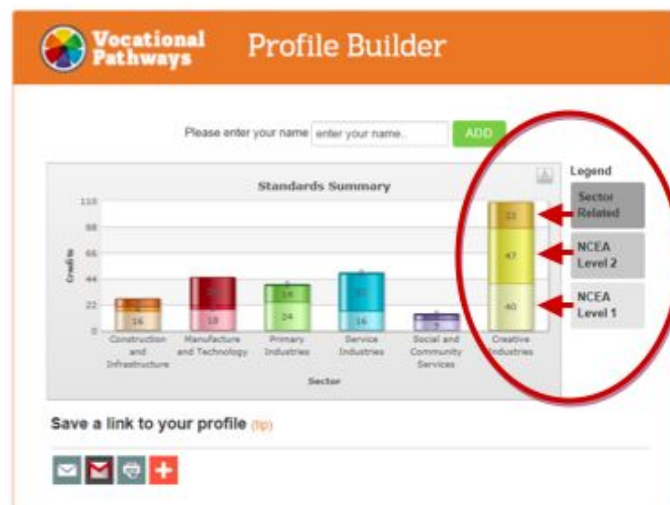 Vocational
Pathways
Profile Builder
Please enter your name
enter your name..
ADD
Standards Summary
Legend
Sector
Related
NCEA
Level 2
NCEA
Level 1
Credits
110
88
66
44
22
0
16
18
24
16
47
40
Construction
and
Infrastructure
Manufacture
and Technology
Primary
Industries
Service
Industries
Social and
Community
Services
Creative
Industries
Sector
Save a link to your profile (tip)